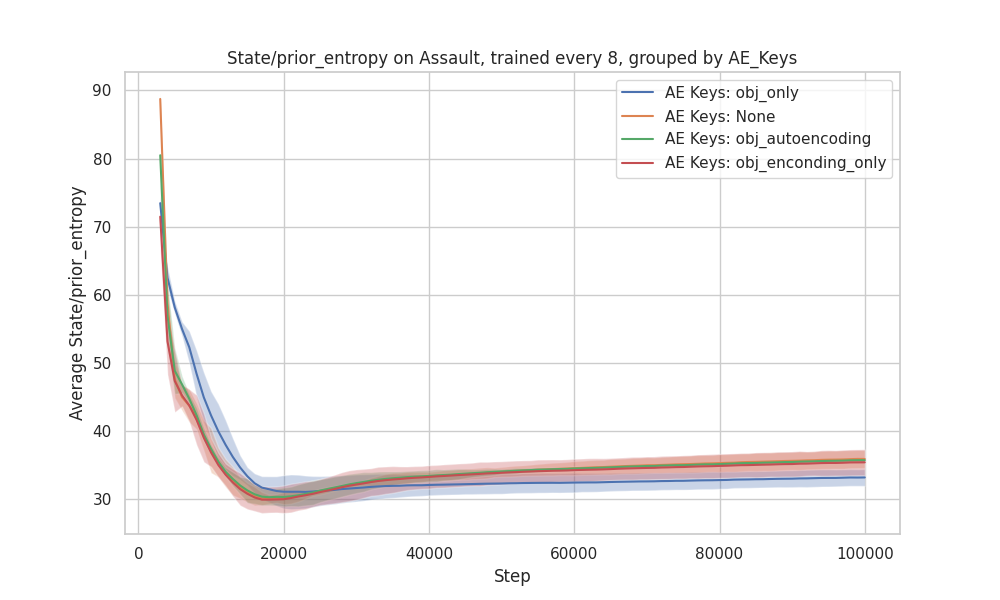 State/prior_entropy on Assault, trained every 8, grouped by AE_Keys
AE Keys: obj_only
AE Keys: None
AE Keys: obj_autoencoding
AE Keys: obj_enconding_only
Average State/prior_entropy
90
80
70
60
50
40
30
0
20000
40000
60000
80000
100000
Step